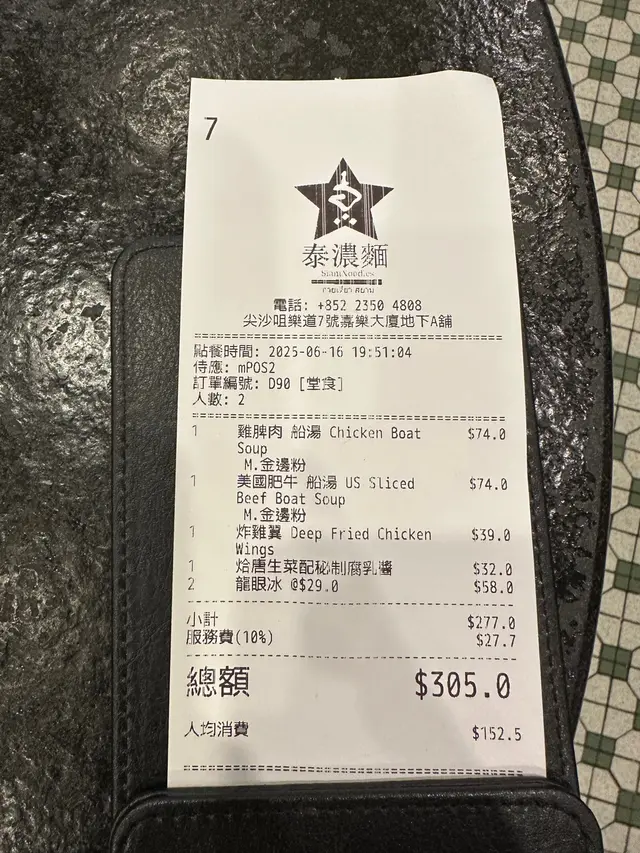 7
泰濃麵
SiamNoodles
電話: +852 2350 4808
尖沙咀樂道7號嘉樂大廈地下A舖
點餐時間: 2025-06-16 19:51:04
侍應: mPOS2
訂單編號: D90 [堂食]
人數: 2
1 雞脾肉 船湯 Chicken Boat $74.0
Soup
M.金邊粉
1 美國肥牛 船湯 US Sliced $74.0
Beef Boat Soup
M.金邊粉
1 炸雞翼 Deep Fried Chicken $39.0
Wings
1 烚唐生菜配秘制腐乳醬 $32.0
2 龍眼冰 @$29.0 $58.0
小計 $277.0
服務費(10%) $27.7
總額 $305.0
人均消費 $152.5